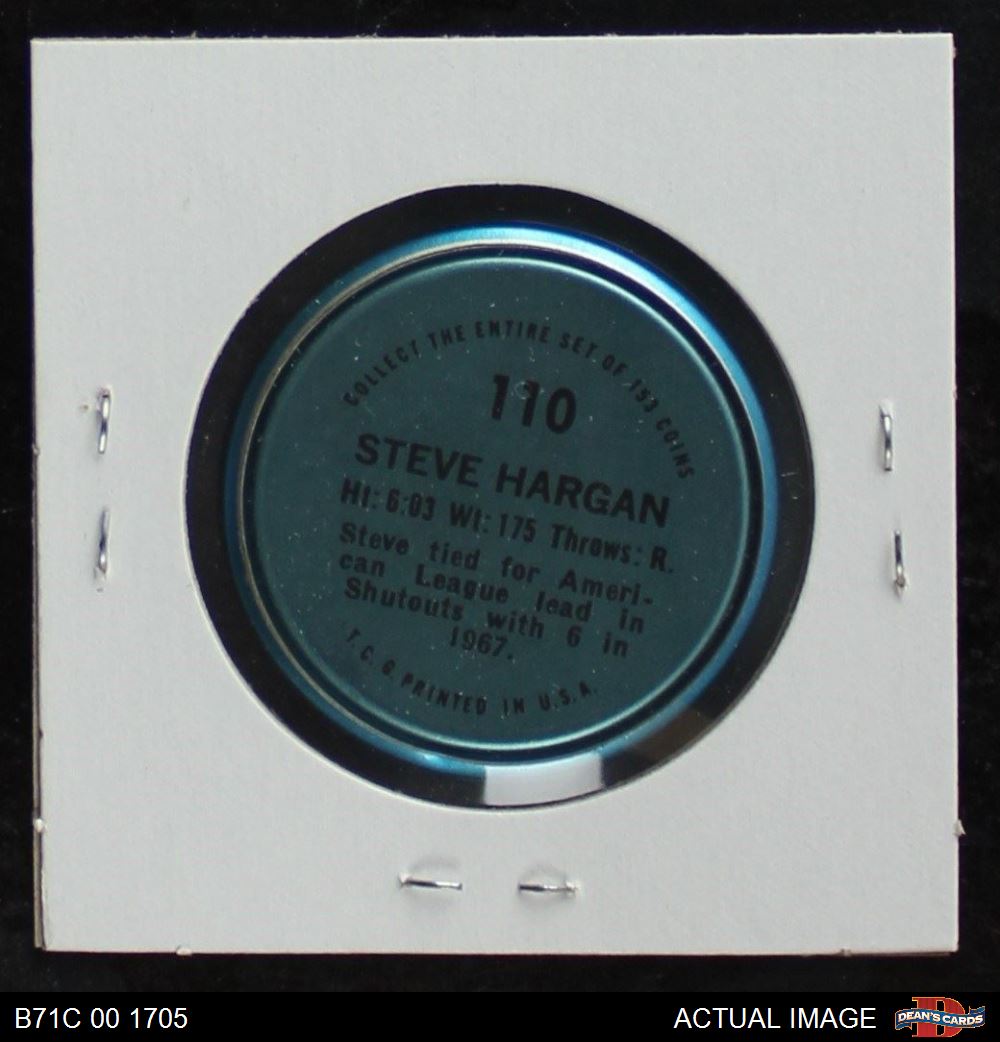 COLLECT THE ENTIRE SET OF 153 COINS
110
STEVE HARGAN
Ht: 6:03 Wt: 175 Throws: R.
Steve tied for Ameri-
can League lead in
Shutouts with 6 in
1967.
T. C. G. PRINTED IN U.S.A.
B71C 00 1705
ACTUAL IMAGE
D
DEAN'S CARDS